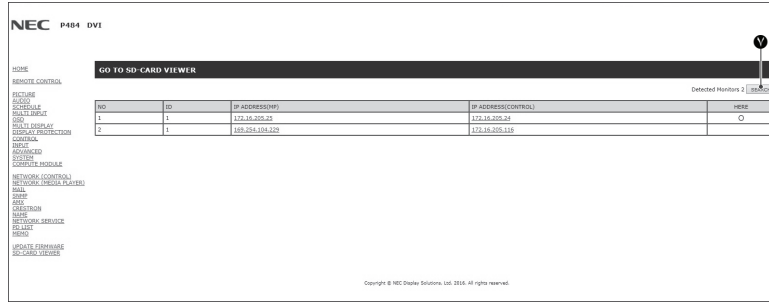 NEC P484 DVI
Y
HOME
REMOTE CONTROL
PICTURE
AUDIO
SCHEDULE
MULTI INPUT
OSD
MULTI DISPLAY
DISPLAY PROTECTION
CONTROL
INPUT
ADVANCED
SYSTEM
COMPUTE MODULE
NETWORK (CONTROL)
NETWORK (MEDIA PLAYER)
MAIL
SNMP
AMX
CRESTRON
NAME
NETWORK SERVICE
PD LIST
MEMO
UPDATE FIRMWARE
SD-CARD VIEWER
GO TO SD-CARD VIEWER
Detected Monitors 2 SEARCH
NO ID IP ADDRESS(MP) IP ADDRESS(CONTROL) HERE
1 1 172.16.205.25 172.16.205.24 O
2 1 169.254.104.229 172.16.205.116
Copyright © NEC Display Solutions, Ltd. 2016. All rights reserved.